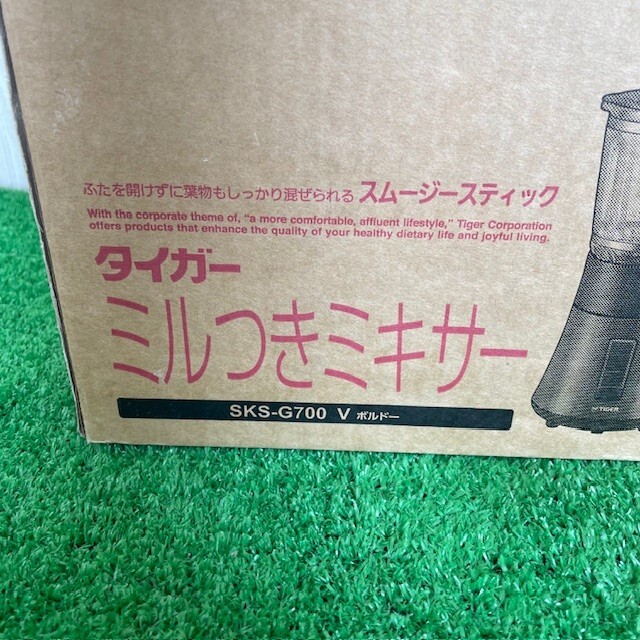 ふたを開けずに葉物もしっかり混ぜられる スムージースティック
With the corporate theme of, "a more comfortable, affluent lifestyle," Tiger Corporation
offers products that enhance the quality of your healthy dietary life and joyful living.
タイガー
ミルつきミキサー
SKS-G700 V ボルドー
TIGER